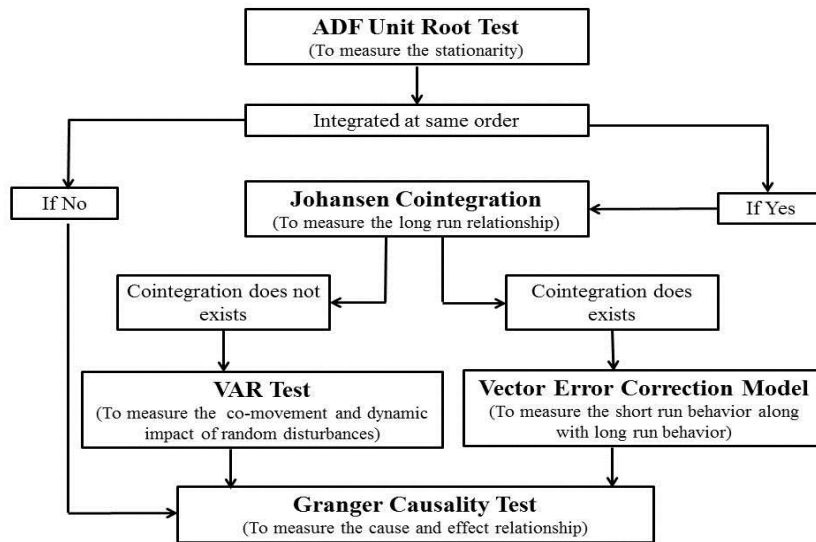 ADF Unit Root Test
(To measure the stationarity)
Integrated at same order
If No
Johansen Cointegration
(To measure the long run relationship)
If Yes
Cointegration does not
exists
Cointegration does
exists
VAR Test
(To measure the co-movement and dynamic
impact of random disturbances)
Vector Error Correction Model
(To measure the short run behavior along
with long run behavior)
Granger Causality Test
(To measure the cause and effect relationship)